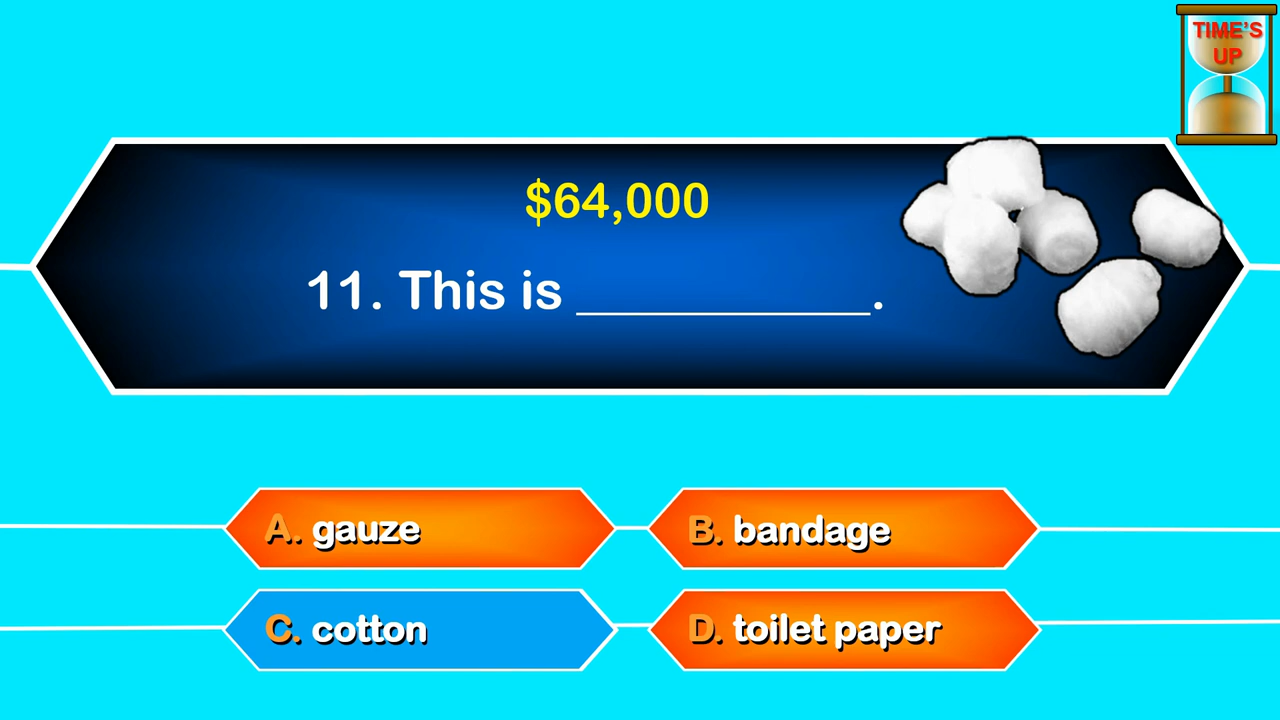 TIME'S
UP
$64,000
11. This is ___________.
A. gauze
B. bandage
C. cotton
D. toilet paper